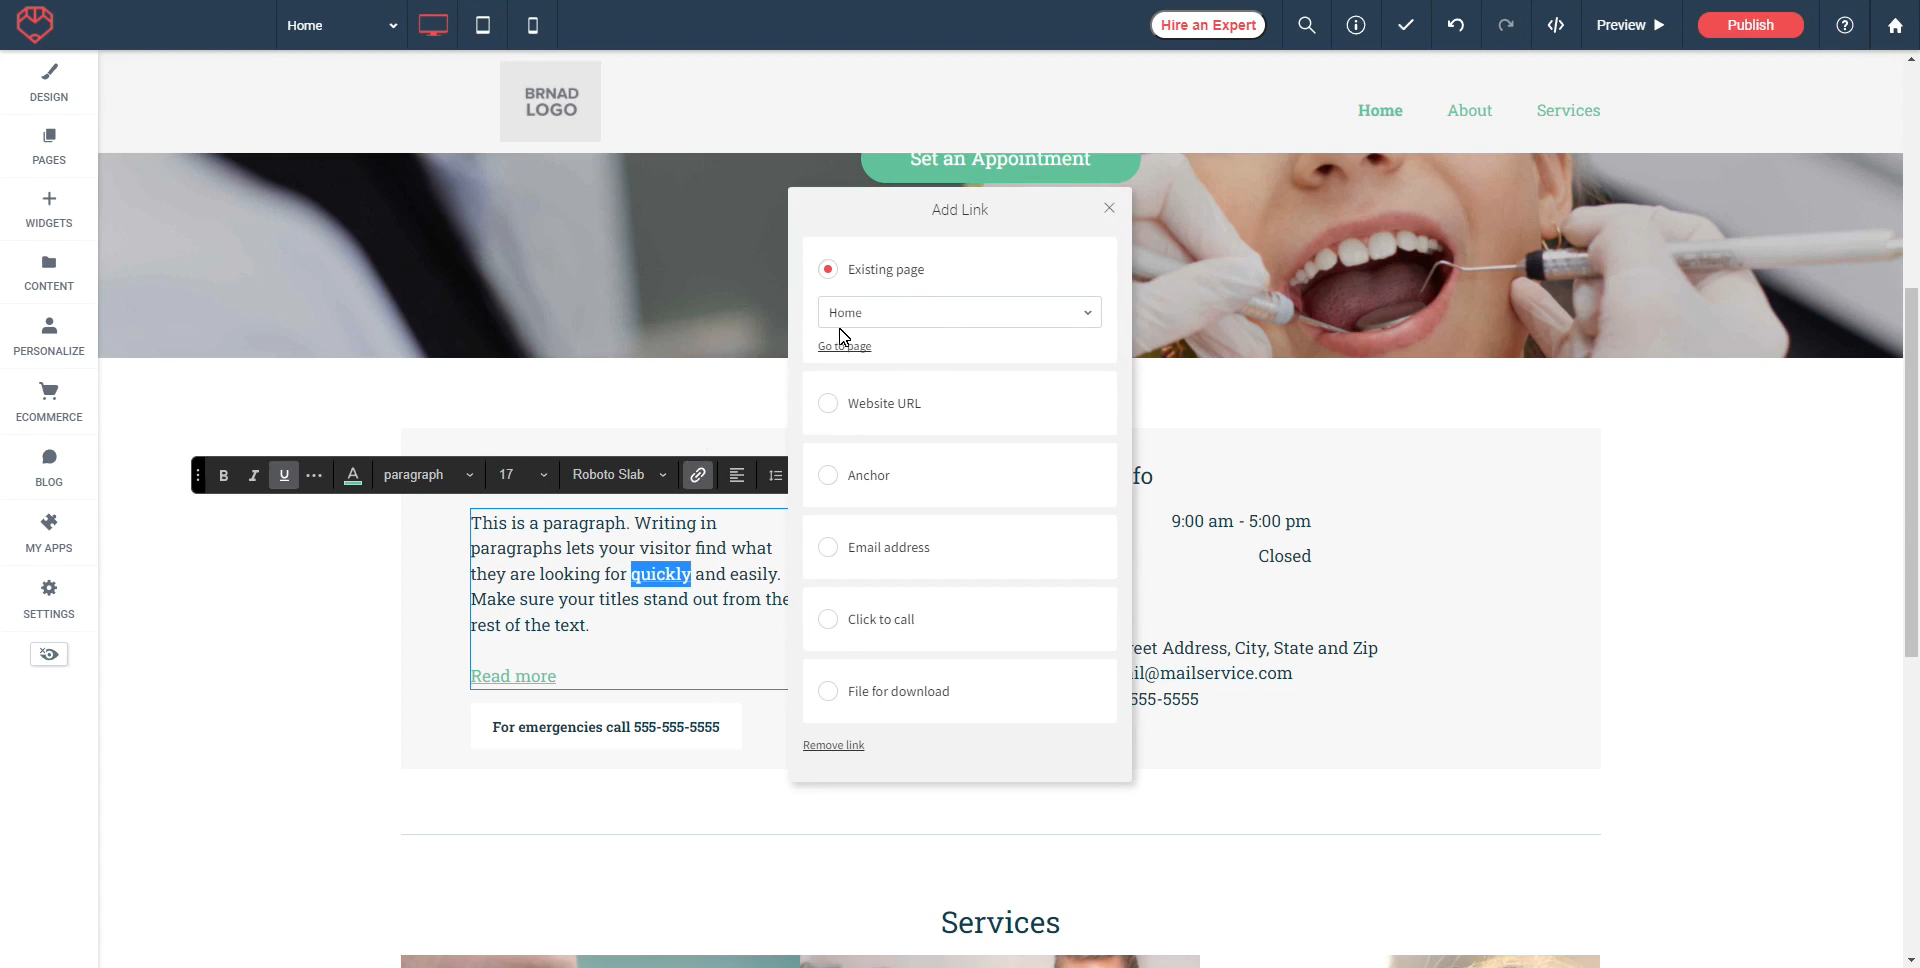 Home
Hire an Expert
Preview
Publish
DESIGN
PAGES
WIDGETS
CONTENT
PERSONALIZE
ECOMMERCE
BLOG
MY APPS
SETTINGS
BRNAD
LOGO
Home About Services
Set an Appointment
Add Link
Existing page
Home
Go to page
Website URL
Anchor
Email address
Click to call
File for download
Remove link
B I U paragraph 17 Roboto Slab
This is a paragraph. Writing in
paragraphs lets your visitor find what
they are looking for quickly and easily.
Make sure your titles stand out from the
rest of the text.
Read more
For emergencies call 555-555-5555
fo
9:00 am - 5:00 pm
Closed
eet Address, City, State and Zip
il@mailservice.com
555-5555
Services